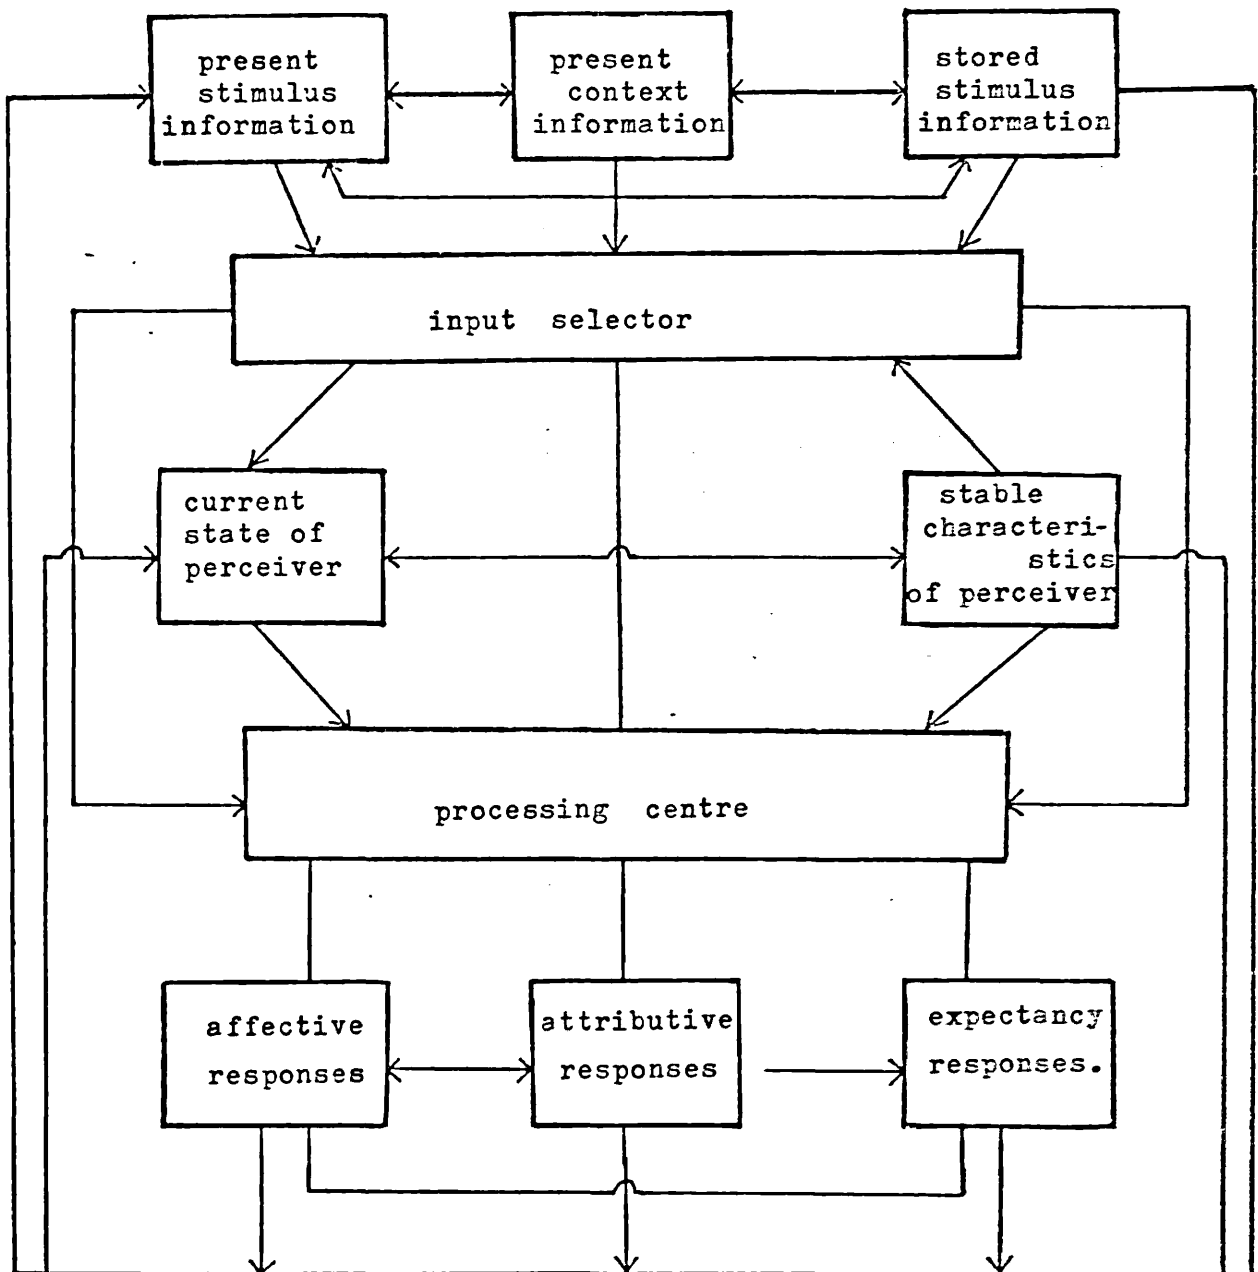 present
stimulus
information
present
context
information
stored
stimulus
information
input selector
current
state of
perceiver
stable
characteri-
stics
of perceiver
processing centre
affective
responses
attributive
responses
expectancy
responses.